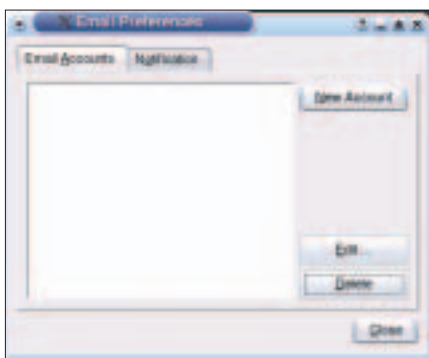 Email Preferences
Email Accounts
Notification
New Account
Edit...
Delete
Close